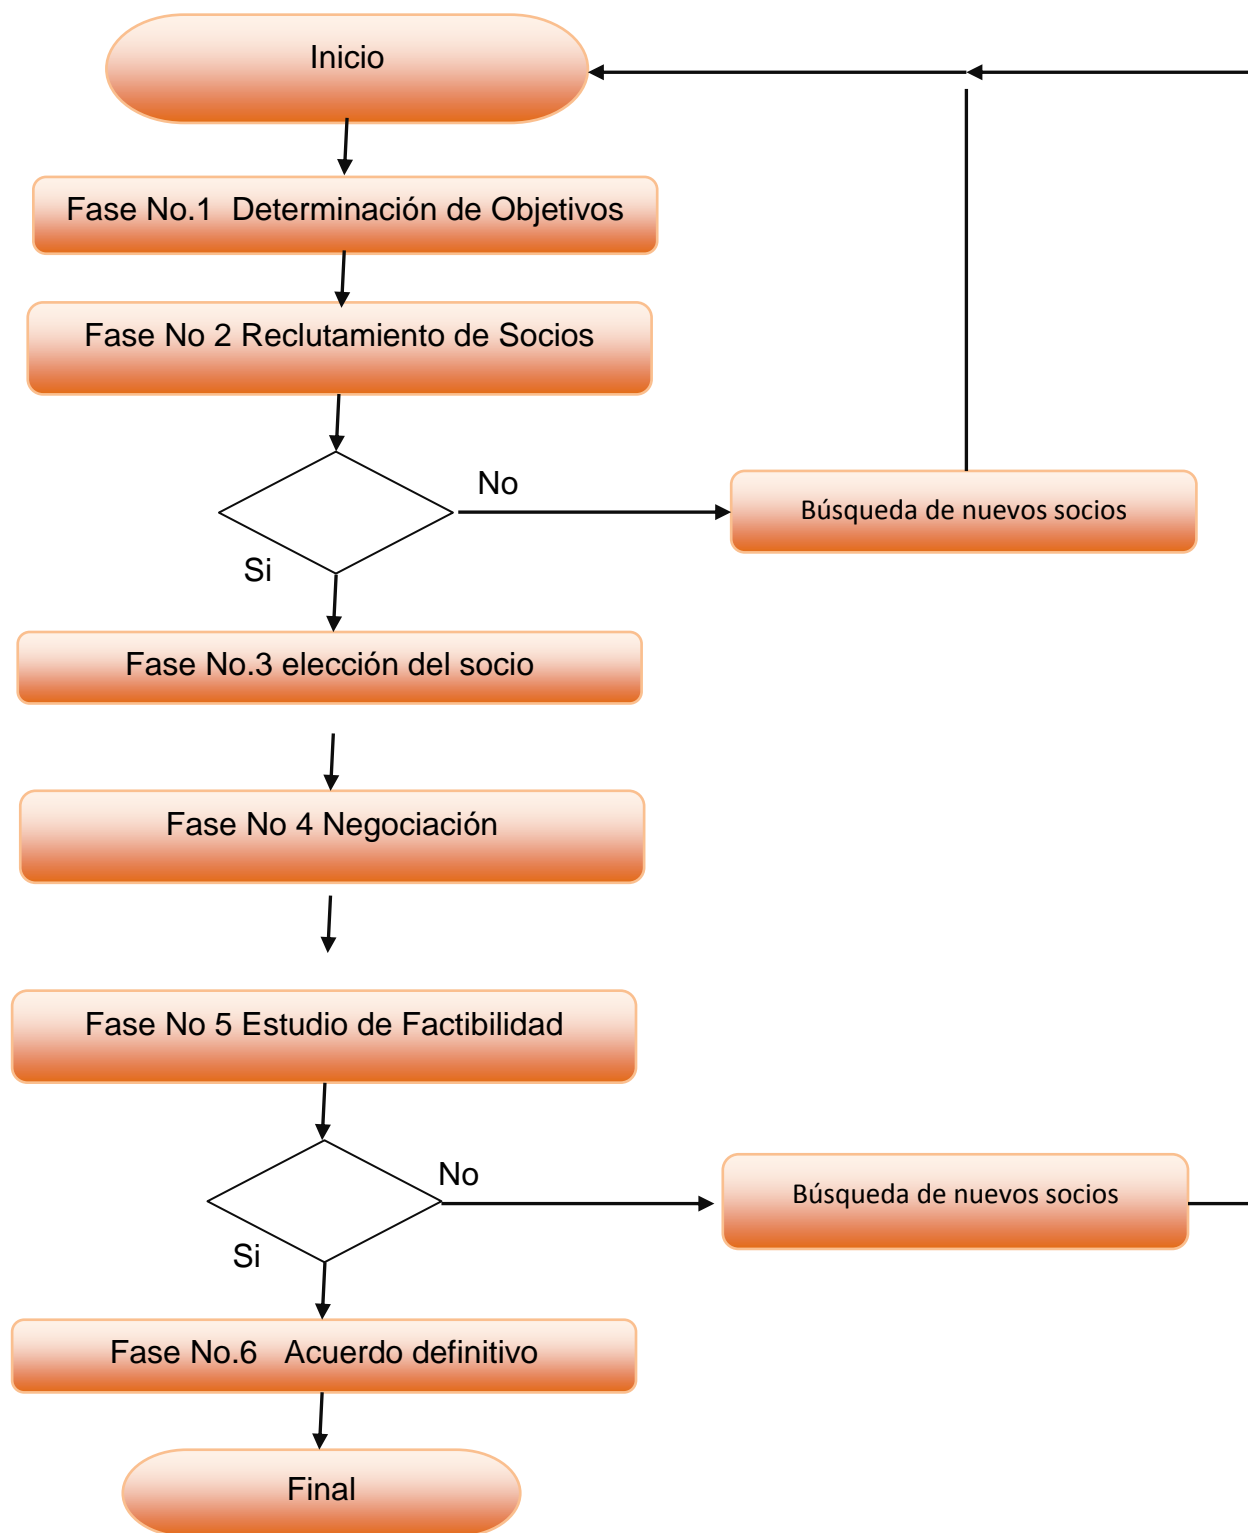 Inicio
Fase No.1  Determinación de Objetivos
Fase No 2 Reclutamiento de Socios
No
Búsqueda de nuevos socios
Si
Fase No.3 elección del socio
Fase No 4 Negociación
Fase No 5 Estudio de Factibilidad
No
Búsqueda de nuevos socios
Si
Fase No.6   Acuerdo definitivo
Final